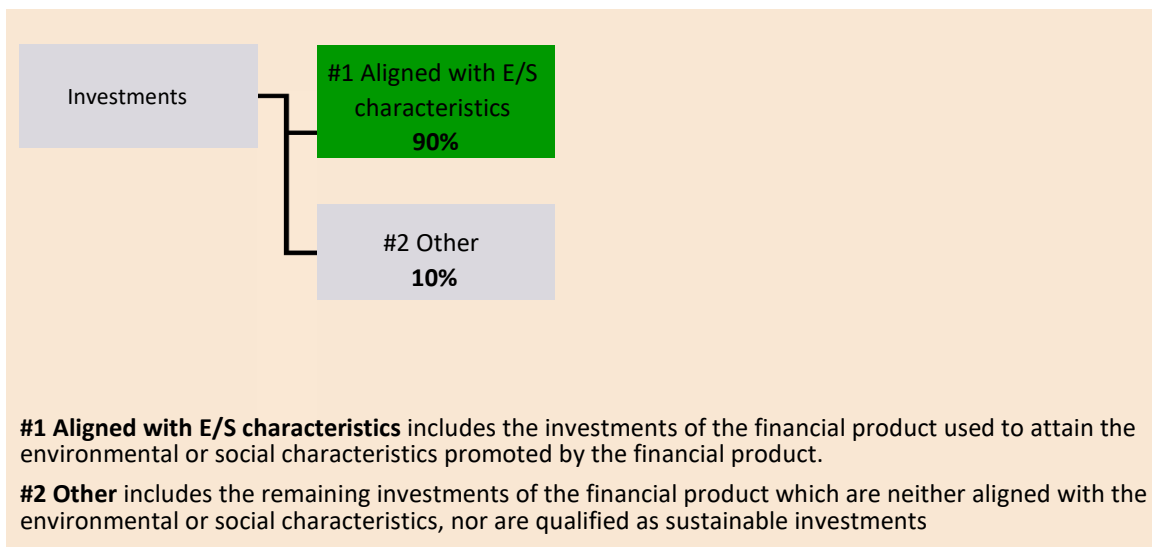 Investments
#1 Aligned with E/S
characteristics
90%
#2 Other
10%
#1 Aligned with E/S characteristics includes the investments of the financial product used to attain the
environmental or social characteristics promoted by the financial product.
#2 Other includes the remaining investments of the financial product which are neither aligned with the
environmental or social characteristics, nor are qualified as sustainable investments